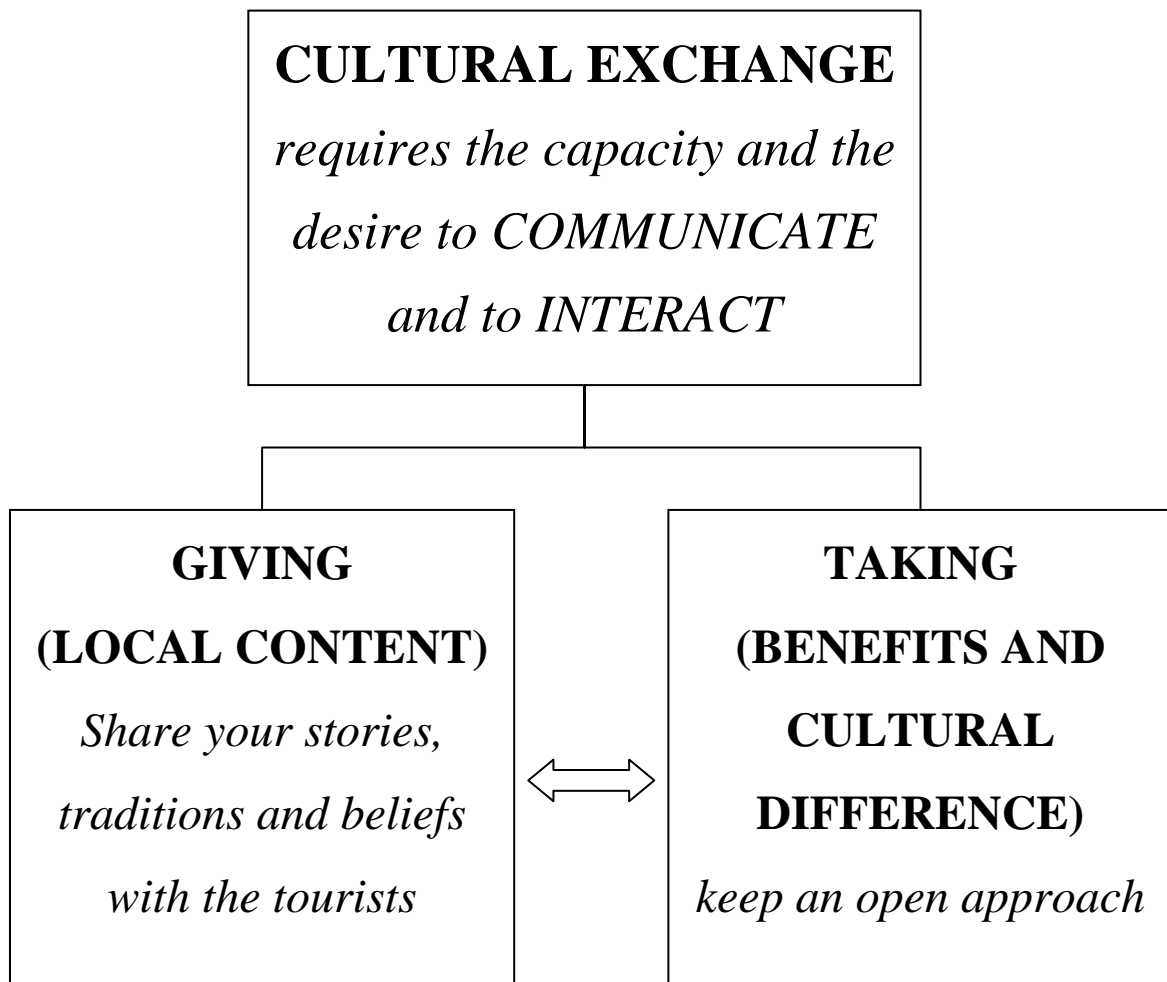 CULTURAL EXCHANGE
requires the capacity and the
desire to COMMUNICATE
and to INTERACT
GIVING
(LOCAL CONTENT)
Share your stories,
traditions and beliefs
with the tourists
TAKING
(BENEFITS AND
CULTURAL
DIFFERENCE)
keep an open approach